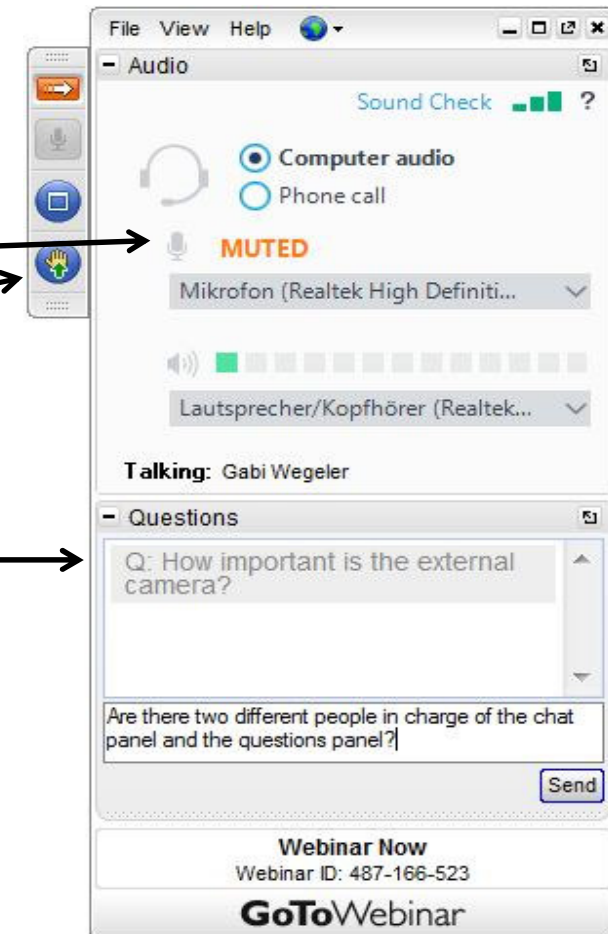 File View Help
Audio
Sound Check ?
Computer audio
Phone call
MUTED
Mikrofon (Realtek High Definiti...
Lautsprecher/Kopfhörer (Realtek...
Talking: Gabi Wegeler
Questions
Q: How important is the external
camera?
Are there two different people in charge of the chat
panel and the questions panel?
Send
Webinar Now
Webinar ID: 487-166-523
GoToWebinar